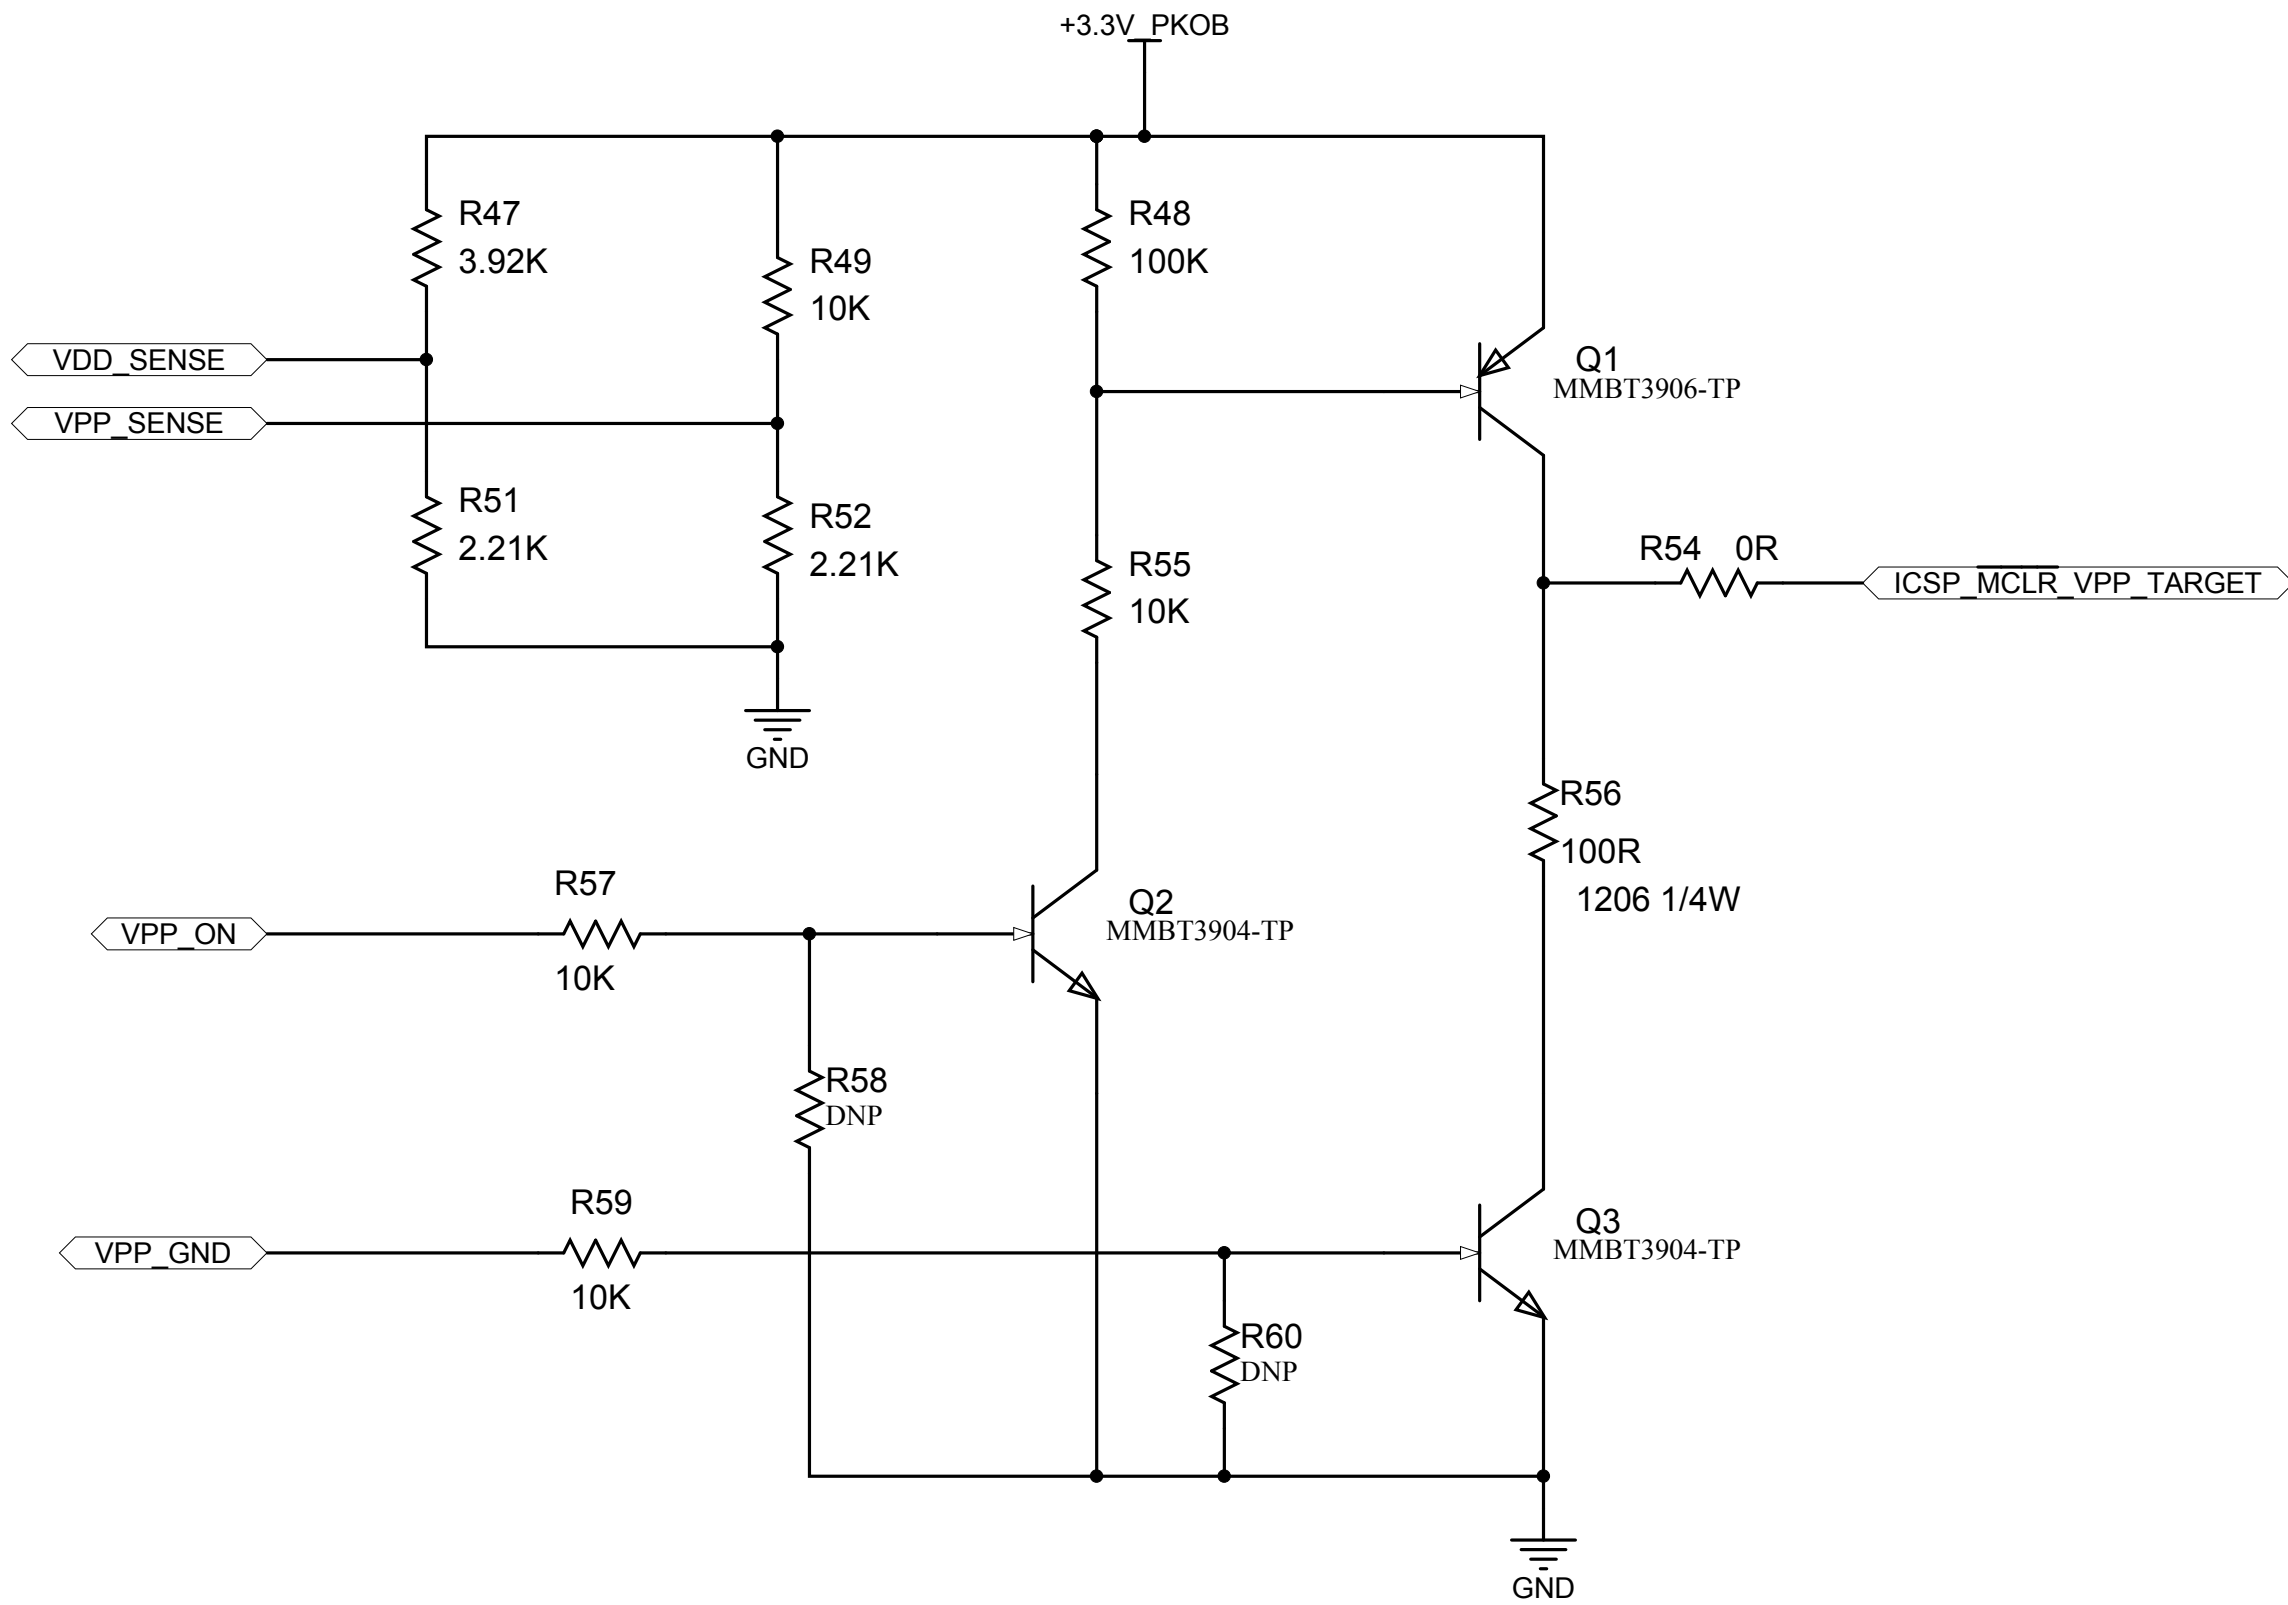 +3.3V_PKOB
R47
3.92K
R48
100K
R49
10K
VDD_SENSE
Q1
MMBT3906-TP
VPP_SENSE
R51
2.21K
R52
2.21K
R54 0R
R55
10K
ICSP_MCLR_VPP_TARGET
GND
R56
100R
1206 1/4W
R57
10K
VPP_ON
Q2
MMBT3904-TP
R58
DNP
R59
10K
VPP_GND
Q3
MMBT3904-TP
R60
DNP
GND